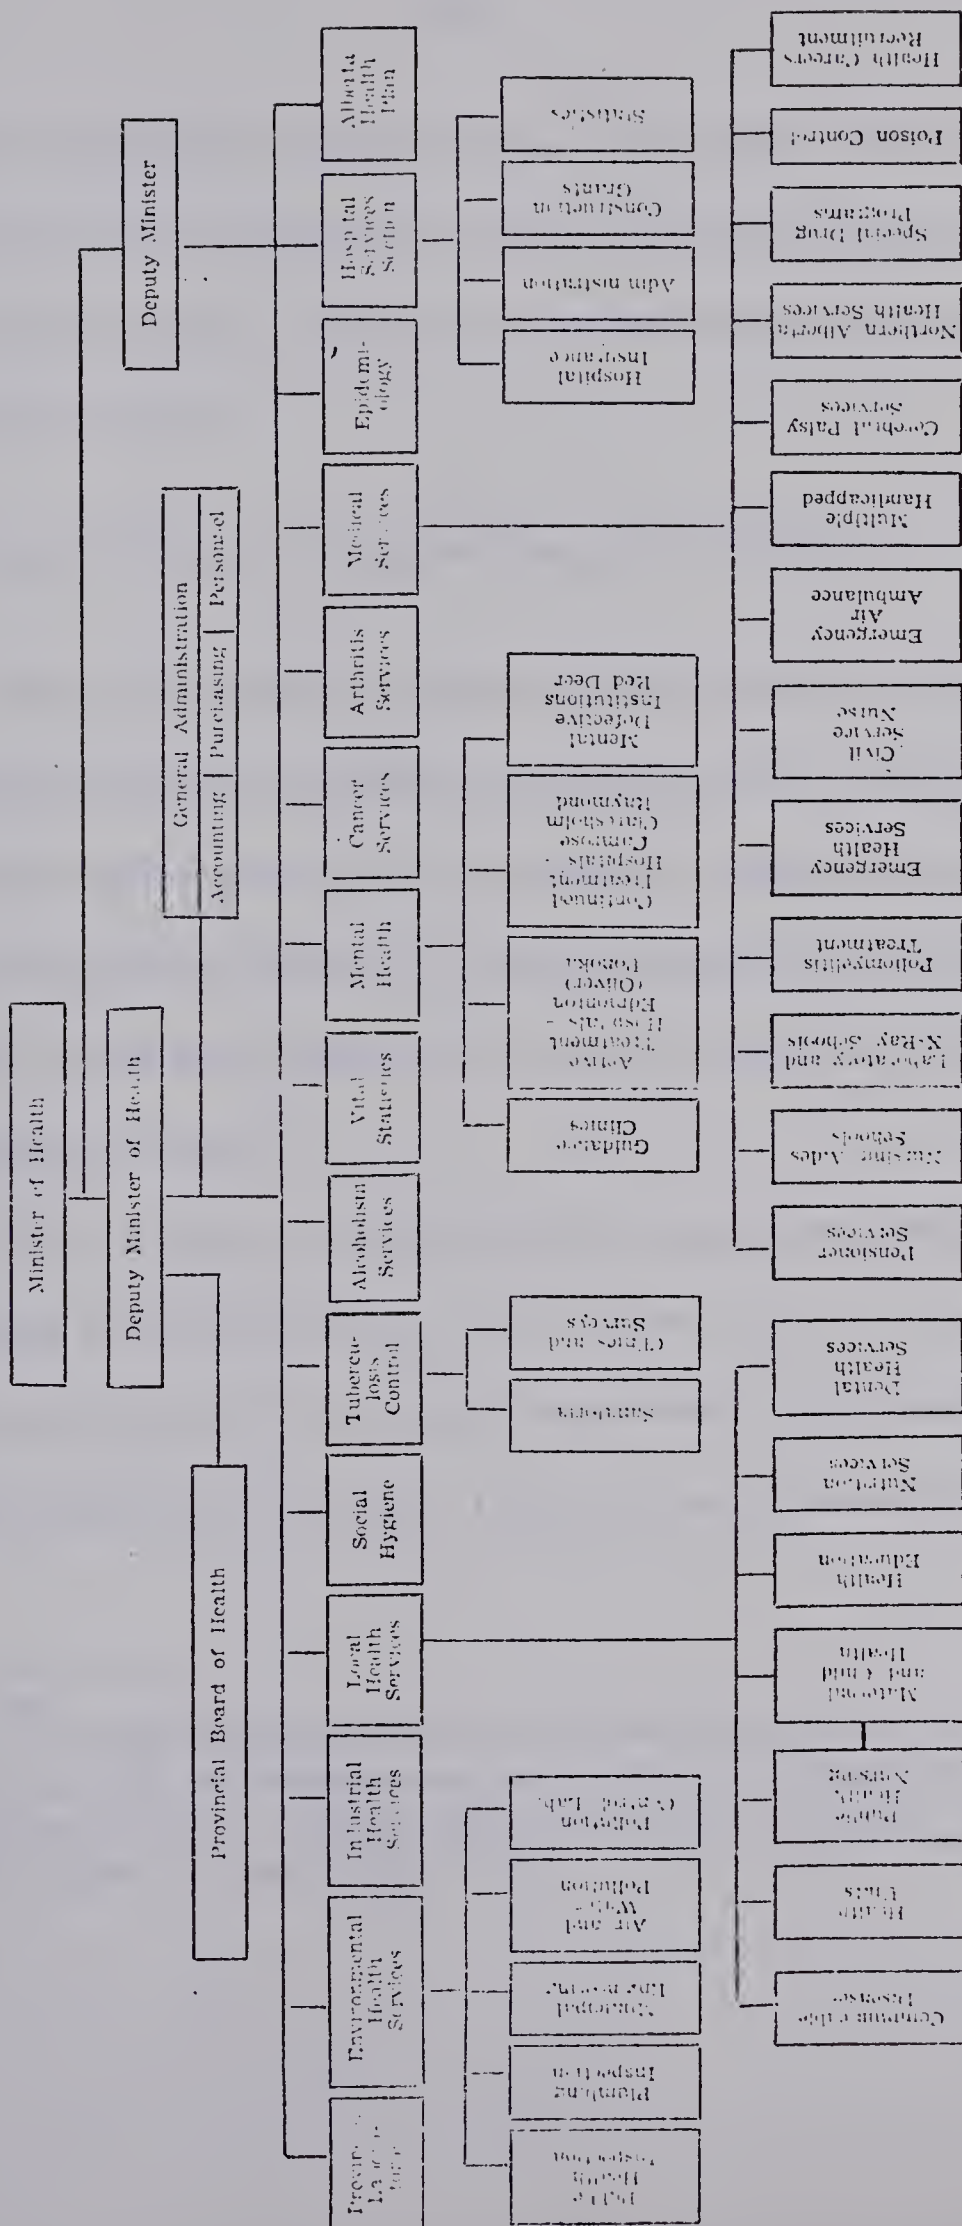 Minister of Health
Deputy Minister of Health
Deputy Minister
Provincial Board of Health
General Administration
Accounting
Purchasing
Personnel
Environmental
Health
Services
Industrial
Health
Services
Local
Health
Services
Social
Hygiene
Tubercu-
losis
Control
Alcoholism
Services
Vital
Statistics
Mental
Health
Cancer
Services
Arthritis
Services
Medical
Services
Epidemi-
ology
Hospital
Services
Section
Alberta
Health
Plan
Public
Health
Inspection
Plumbing
Inspection
Municipal
Engineering
Air and
Water
Pollution
Pollution
Control Lab.
Sanatoria
Clinics and
Surveys
Guidance
Clinics
Active
Treatment
Hospitals -
Edmonton
(Oliver)
Ponoka
Continued
Treatment
Hospitals -
Camrose
Claresholm
Raymond
Mental
Defective
Institutions
Red Deer
Hospital
Insurance
Administration
Construction
Grants
Statistics
Communicable
Diseases
Health
Units
Public
Health
Nursing
Maternal
and Child
Health
Health
Education
Nutrition
Services
Dental
Health
Services
Pensioner
Services
Nursing Aides
Schools
Laboratory and
X-Ray Schools
Poliomyelitis
Treatment
Emergency
Health
Services
Civil
Service
Nurse
Emergency
Air
Ambulance
Multiple
Handicapped
Cerebral Palsy
Services
Northern Alberta
Health Services
Special Drug
Programs
Poison Control
Health Careers
Recruitment